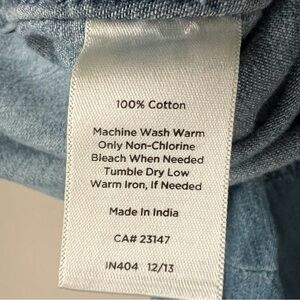 100% Cotton
Machine Wash Warm
Only Non-Chlorine
Bleach When Needed
Tumble Dry Low
Warm Iron, If Needed
Made In India
CA# 23147
IN404 12/13